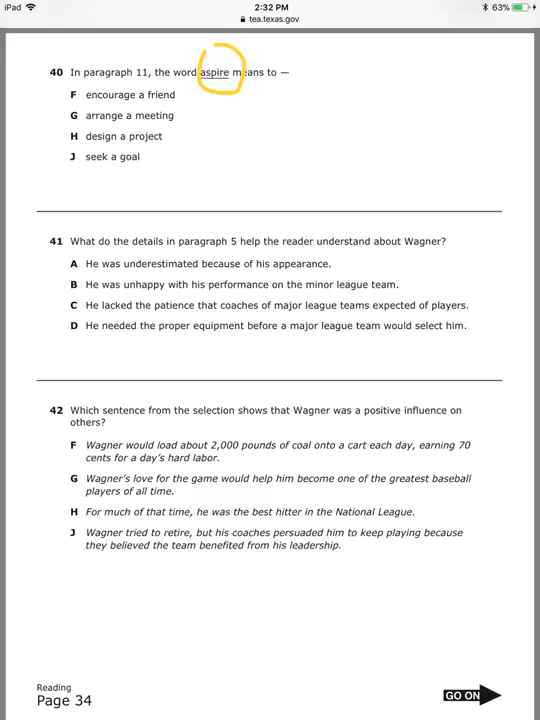 iPad 2:32 PM 63%
tea.texas.gov
40 In paragraph 11, the word aspire means to —
F encourage a friend
G arrange a meeting
H design a project
J seek a goal
41 What do the details in paragraph 5 help the reader understand about Wagner?
A He was underestimated because of his appearance.
B He was unhappy with his performance on the minor league team.
C He lacked the patience that coaches of major league teams expected of players.
D He needed the proper equipment before a major league team would select him.
42 Which sentence from the selection shows that Wagner was a positive influence on
others?
F Wagner would load about 2,000 pounds of coal onto a cart each day, earning 70
cents for a day's hard labor.
G Wagner's love for the game would help him become one of the greatest baseball
players of all time.
H For much of that time, he was the best hitter in the National League.
J Wagner tried to retire, but his coaches persuaded him to keep playing because
they believed the team benefited from his leadership.
Reading
Page 34
GO ON